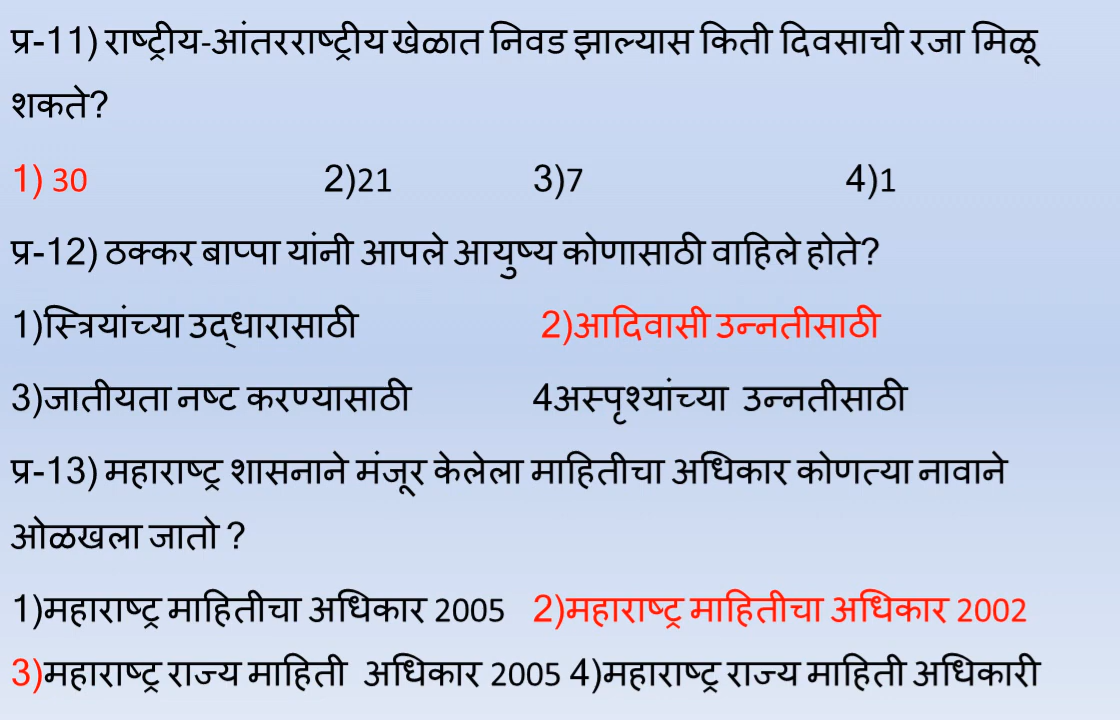 प्र-11) राष्ट्रीय-आंतरराष्ट्रीय खेळात निवड झाल्यास किती दिवसाची रजा मिळू
शकते?
1) 30 2)21 3)7 4)1
प्र-12) ठक्कर बाप्पा यांनी आपले आयुष्य कोणासाठी वाहिले होते?
1)स्त्रियांच्या उद्धारासाठी 2)आदिवासी उन्नतीसाठी
3)जातीयता नष्ट करण्यासाठी 4अस्पृश्यांच्या उन्नतीसाठी
प्र-13) महाराष्ट्र शासनाने मंजूर केलेला माहितीचा अधिकार कोणत्या नावाने
ओळखला जातो ?
1)महाराष्ट्र माहितीचा अधिकार 2005 2)महाराष्ट्र माहितीचा अधिकार 2002
3)महाराष्ट्र राज्य माहिती अधिकार 2005 4)महाराष्ट्र राज्य माहिती अधिकारी